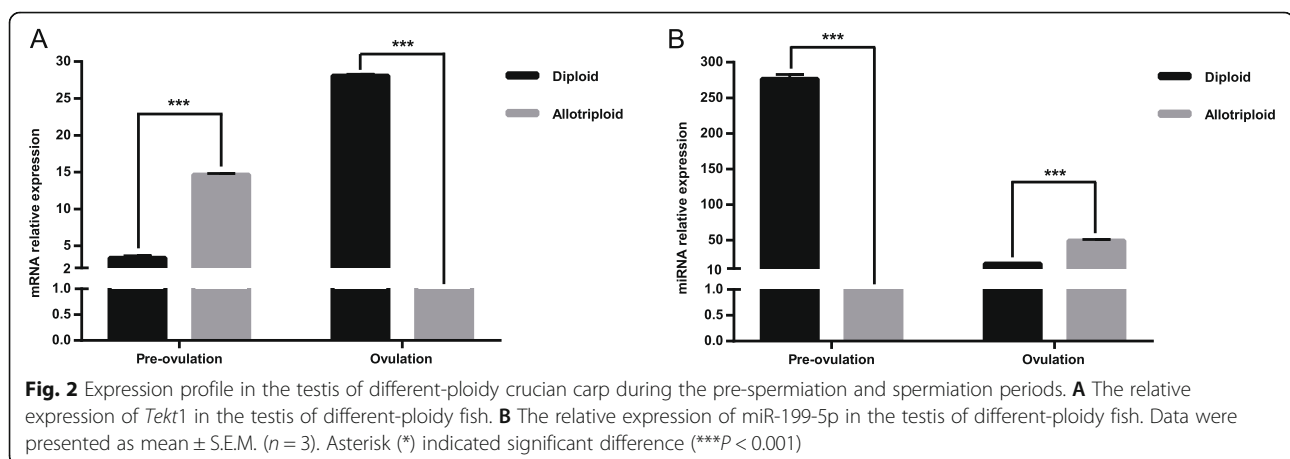 A
***
***
Diploid
Allotriploid
mRNA relative expression
30
25
20
15
10
5
2
1.0
0.5
0.0
Pre-ovulation
Ovulation
B
***
***
Diploid
Allotriploid
miRNA relative expression
300
250
200
150
100
50
10
1.0
0.5
0.0
Pre-ovulation
Ovulation
Fig. 2 Expression profile in the testis of different-ploidy crucian carp during the pre-spermiation and spermiation periods. A The relative
expression of Tekt1 in the testis of different-ploidy fish. B The relative expression of miR-199-5p in the testis of different-ploidy fish. Data were
presented as mean ± S.E.M. (n = 3). Asterisk (*) indicated significant difference (***P < 0.001)